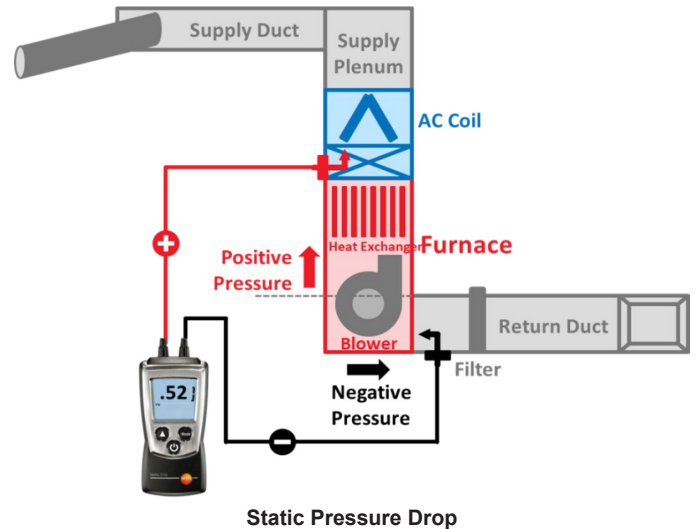 Supply Duct
Supply
Plenum
AC Coil
Heat Exchanger
Furnace
Positive
Pressure
Blower
Return Duct
Filter
Negative
Pressure
.52
Static Pressure Drop